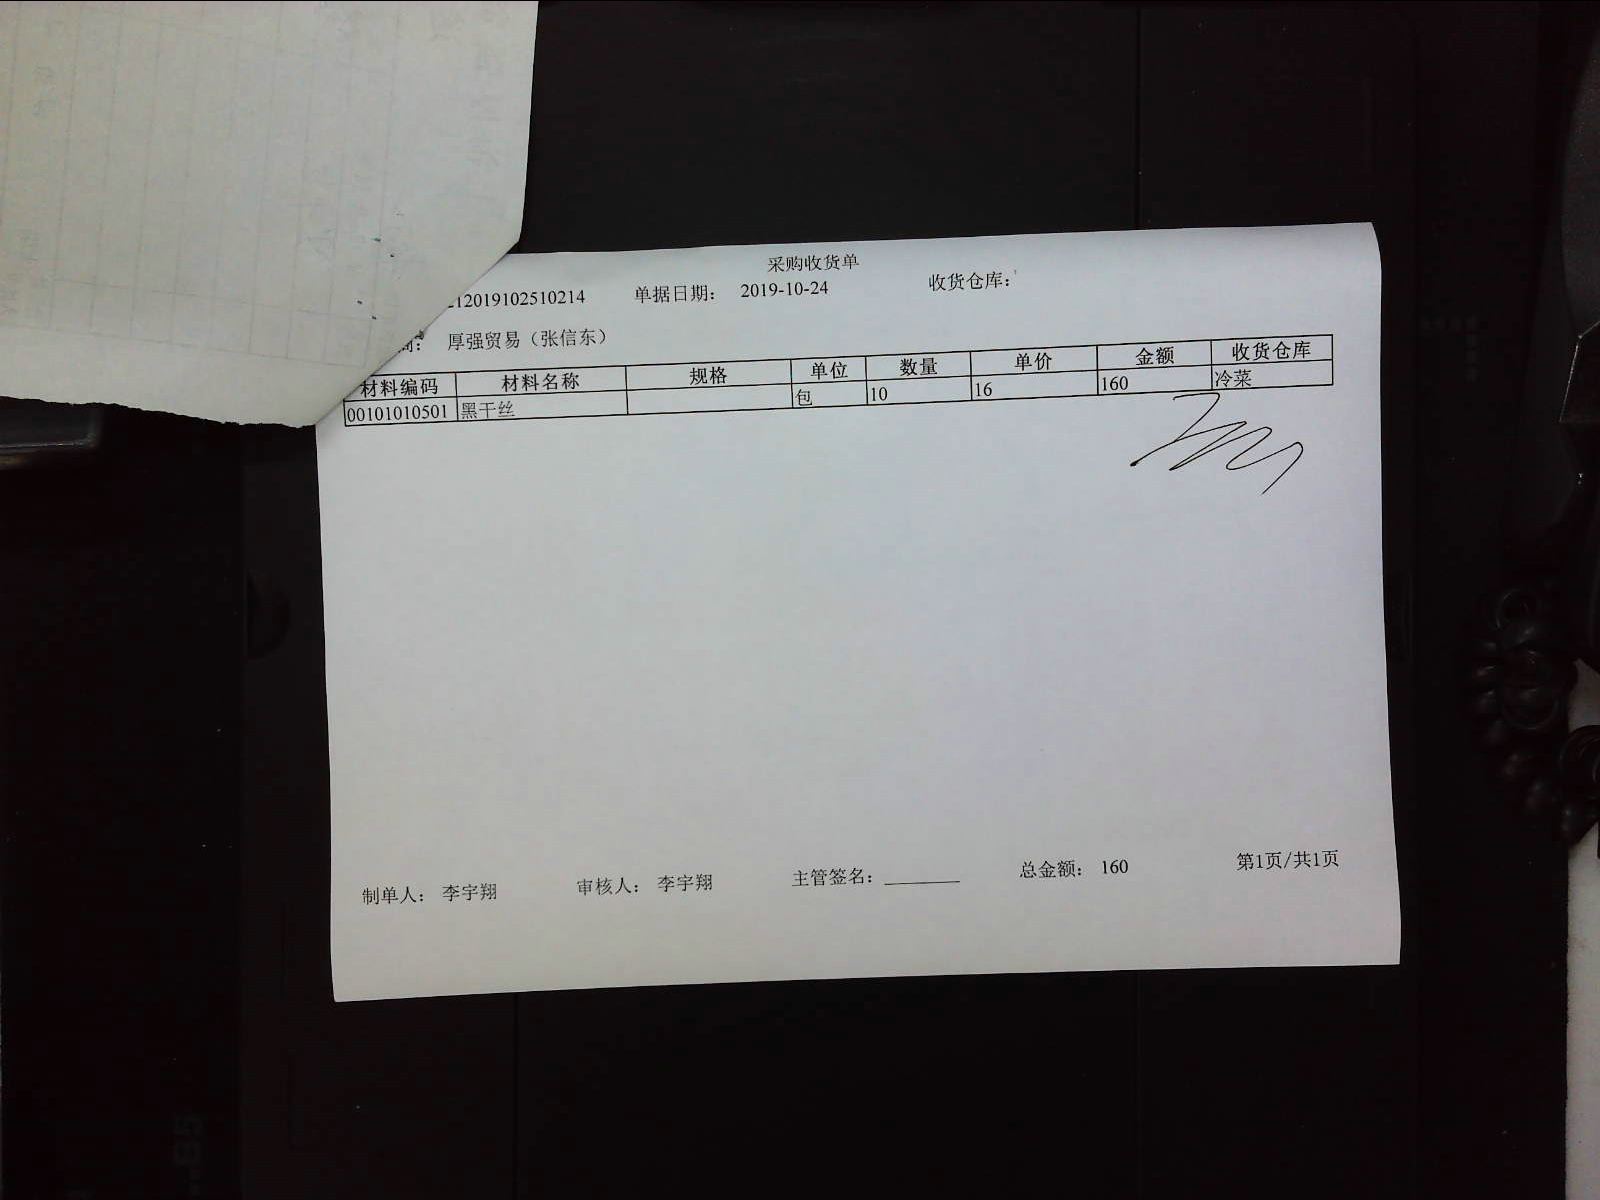 采购收货单
12019102510214 单据日期： 2019-10-24 收货仓库：
厚强贸易（张信东）
材料编码 材料名称 规格 单位 数量 单价 金额 收货仓库
00101010501 黑干丝 包 10 16 160 冷菜
制单人： 李宇翔 审核人： 李宇翔 主管签名： 总金额： 160 第1页/共1页